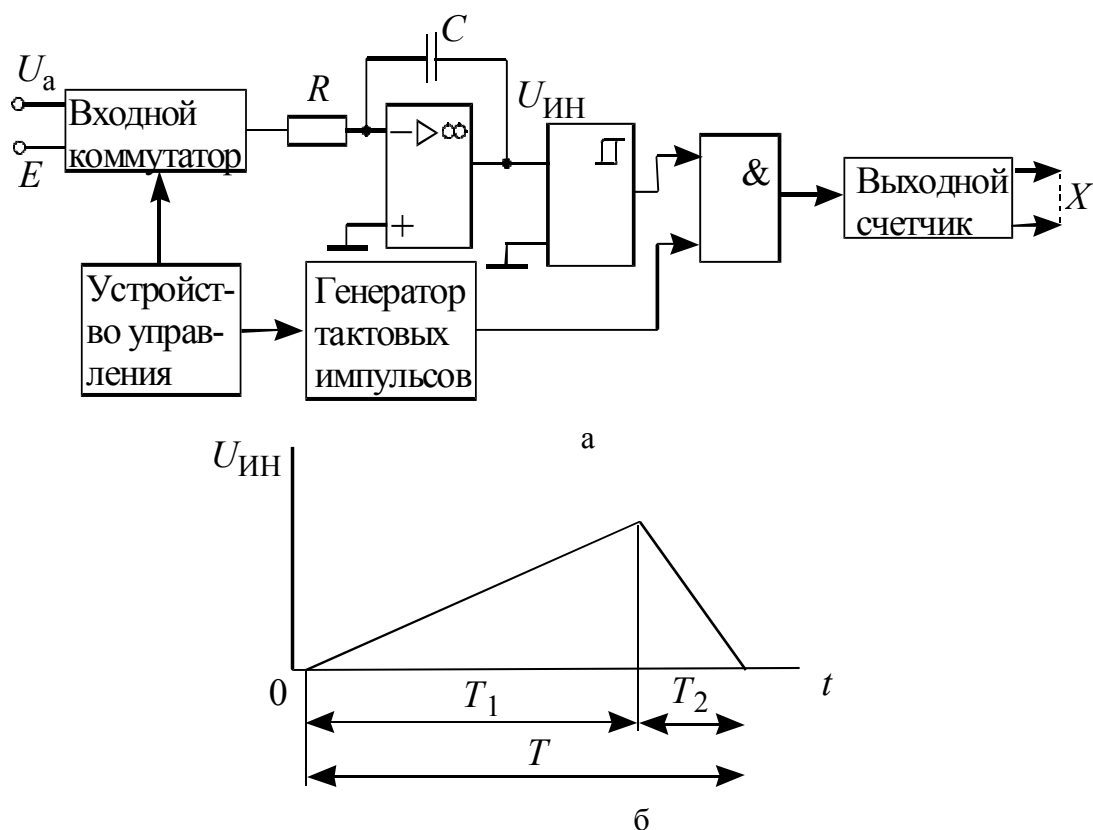 C
Uа
R
UИН
Входной
коммутатор
∞
−
&
E
+
Выходной
счетчик
X
Устройст-
во управ-
ления
Генератор
тактовых
импульсов
а
UИН
0
T1
T2
t
T
б